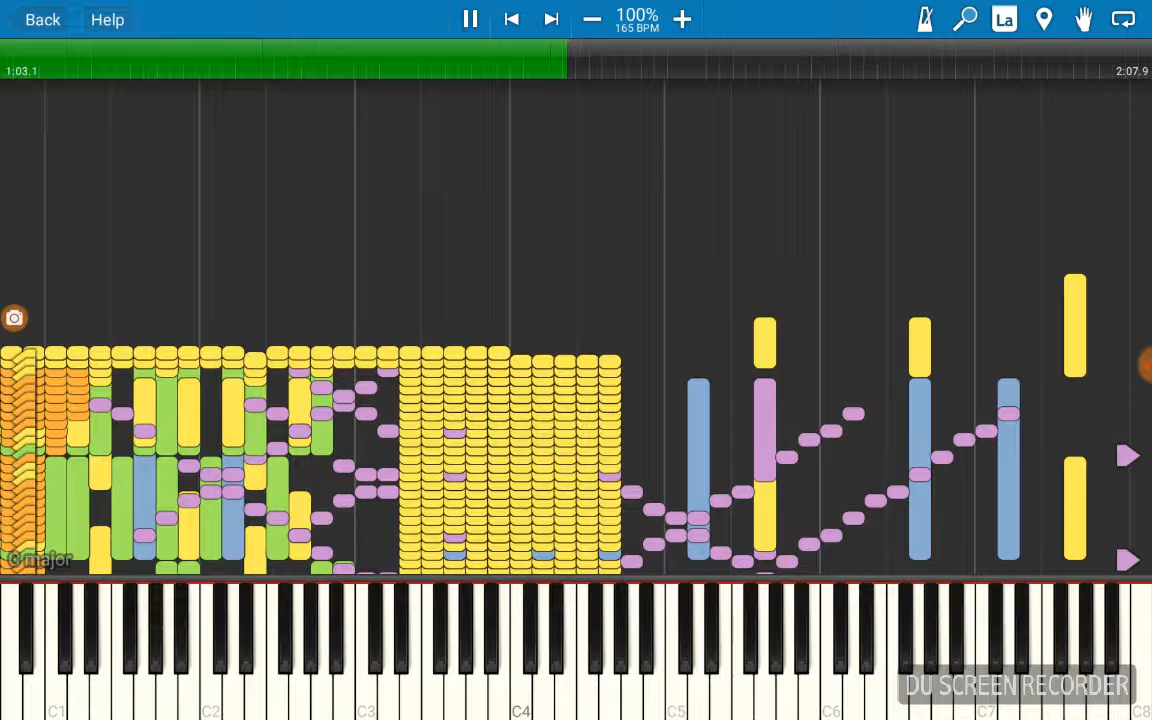 Back Help 100% La
165 BPM
1:03.1 2:07.9
C major
DU SCREEN RECORDER
C1 C2 C3 C4 C5 C6 C7 C8